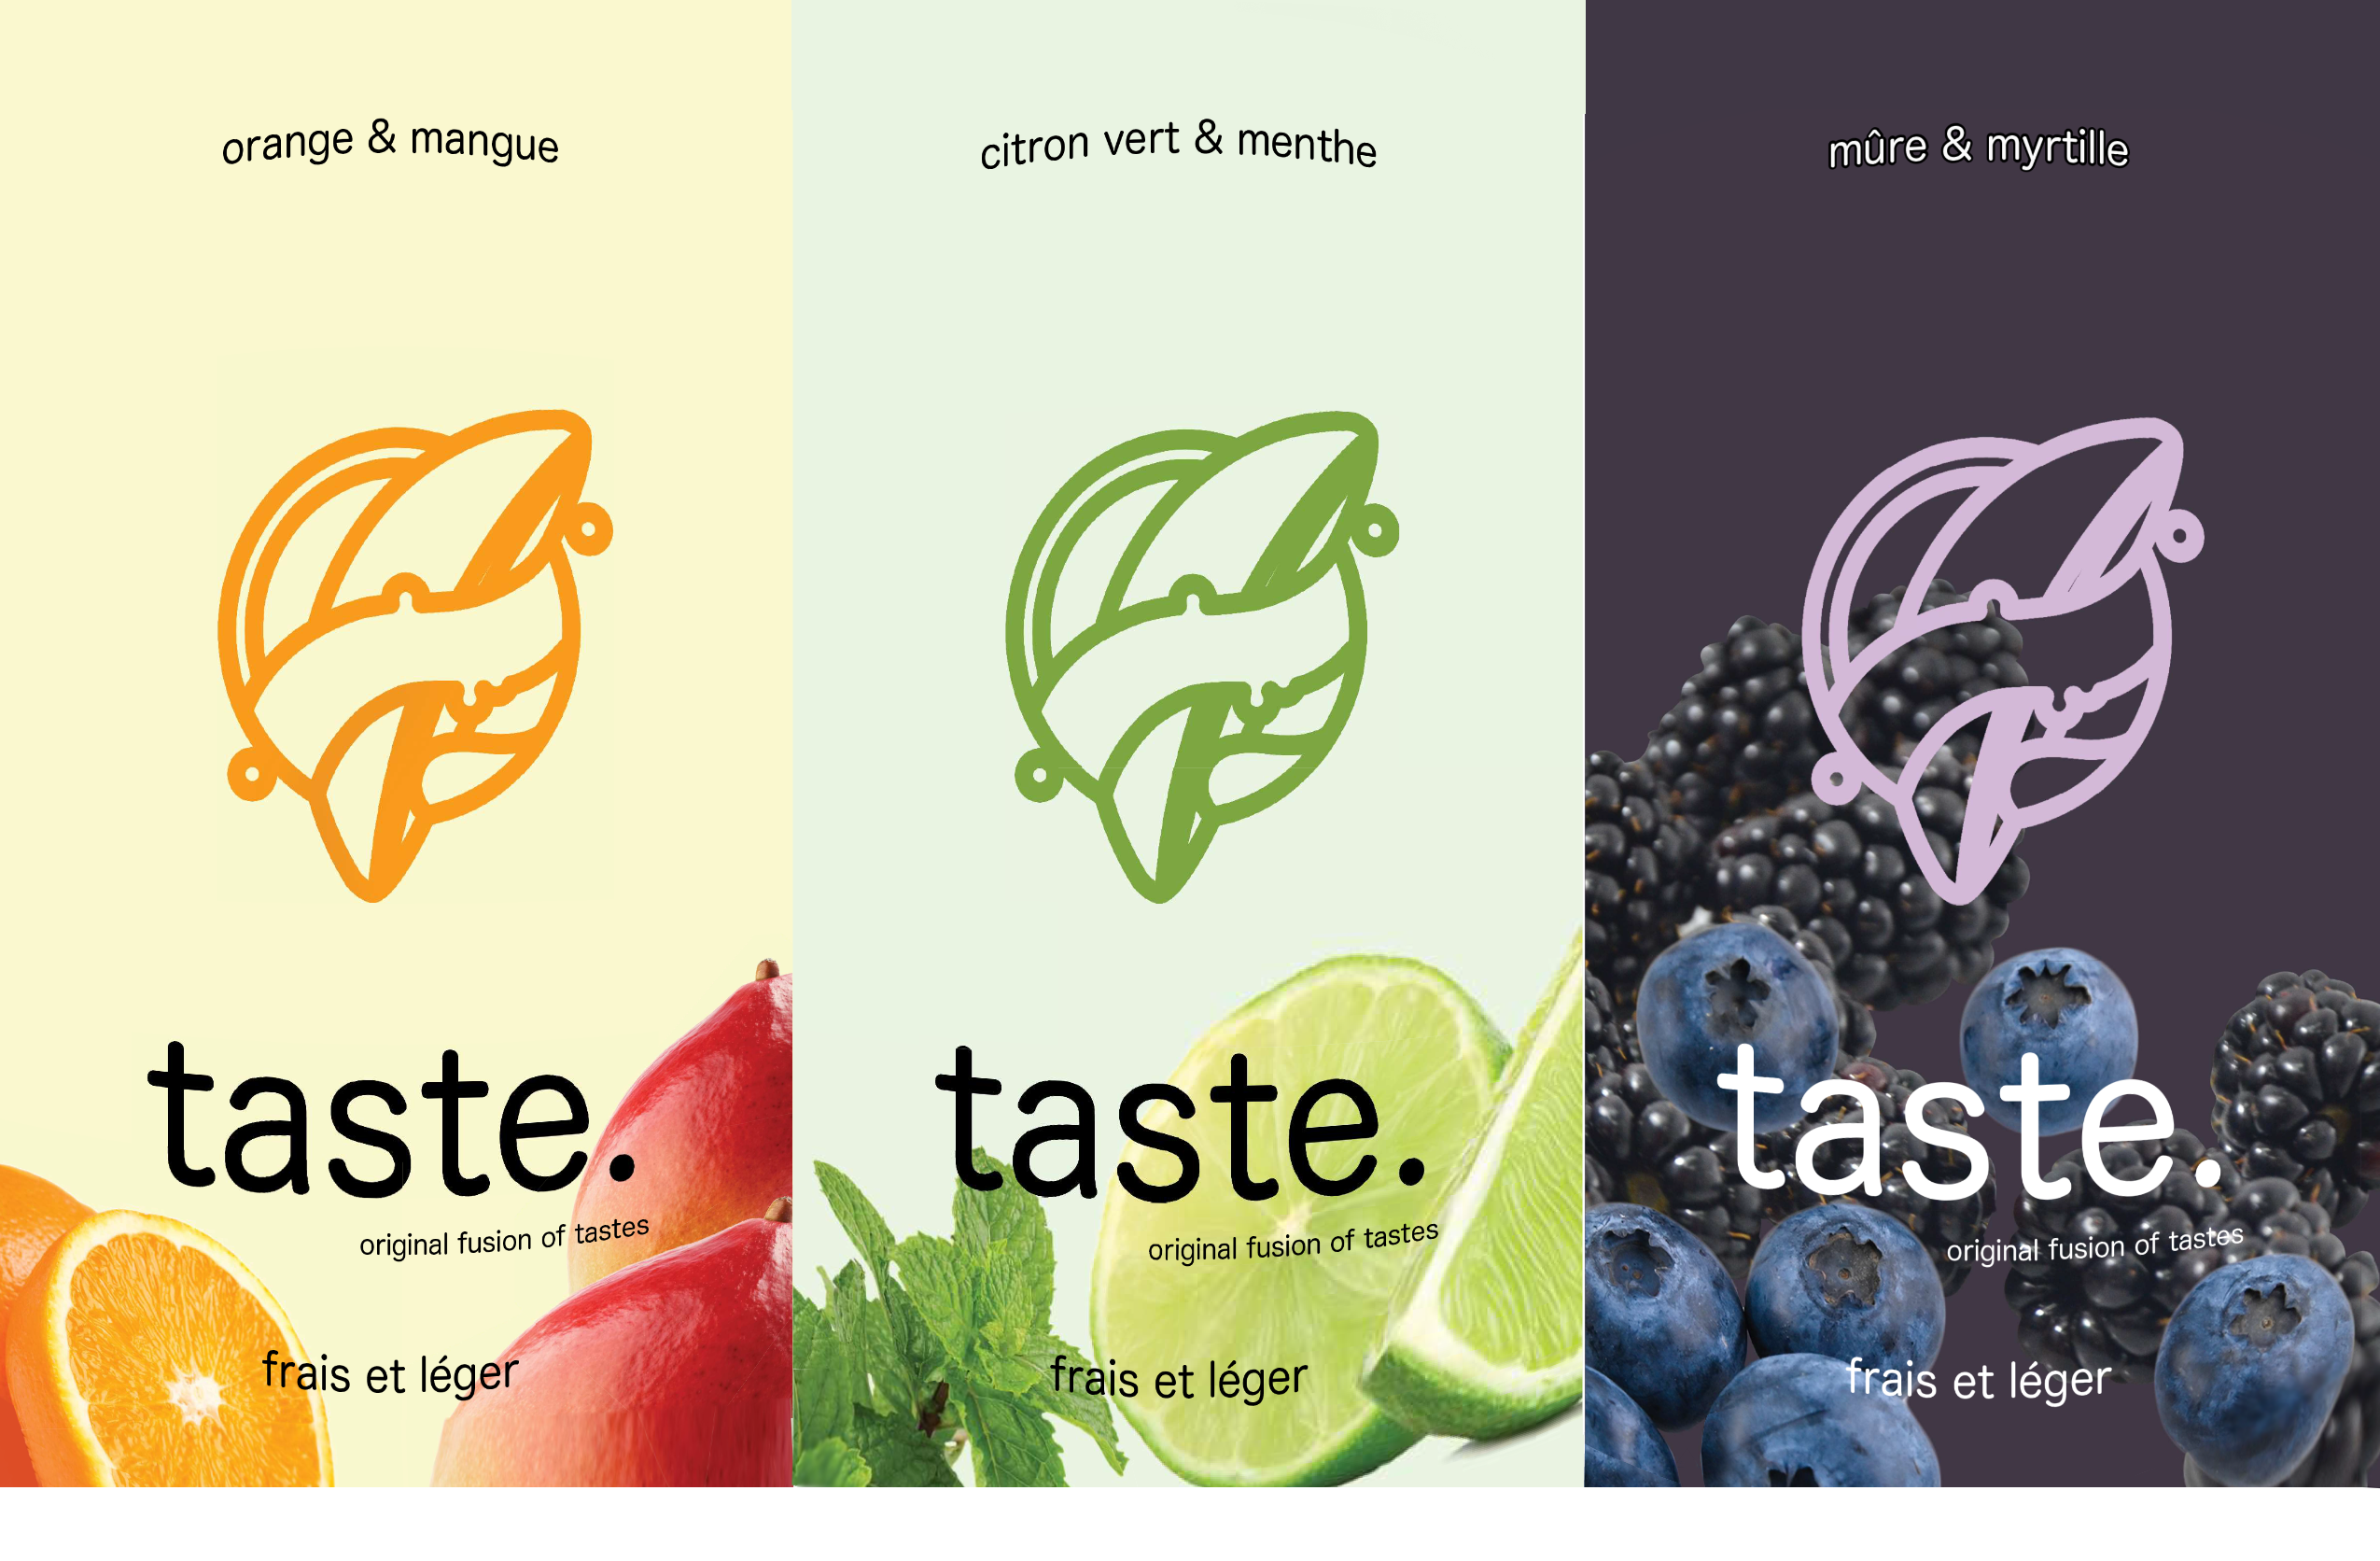 orange & mangue
taste.
original fusion of tastes
frais et léger
citron vert & menthe
taste.
original fusion of tastes
frais et léger
mûre & myrtille
taste.
original fusion of tastes
frais et léger